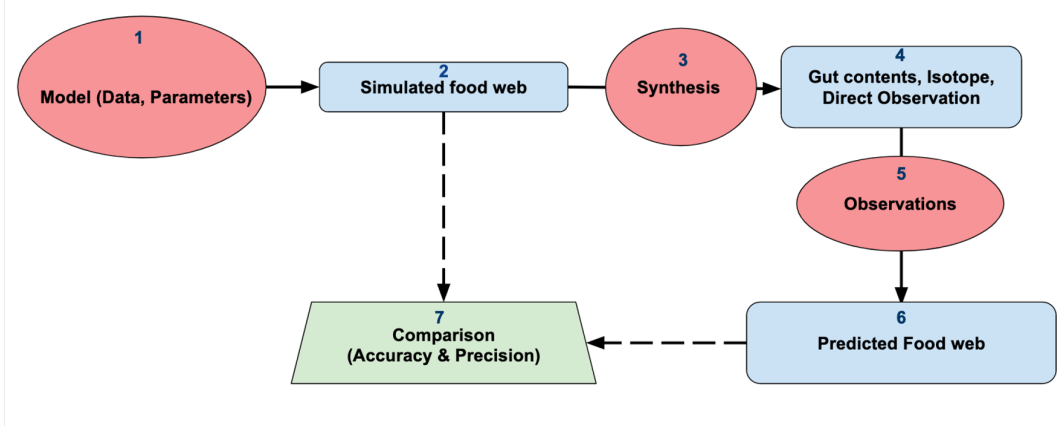 1
Model (Data, Parameters)
2
Simulated food web
3
Synthesis
4
Gut contents, Isotope,
Direct Observation
5
Observations
6
Predicted Food web
7
Comparison
(Accuracy & Precision)